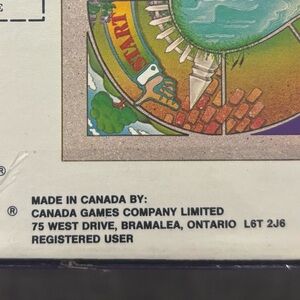 E
START
®
MADE IN CANADA BY:
® CANADA GAMES COMPANY LIMITED
75 WEST DRIVE, BRAMALEA, ONTARIO L6T 2J6
REGISTERED USER